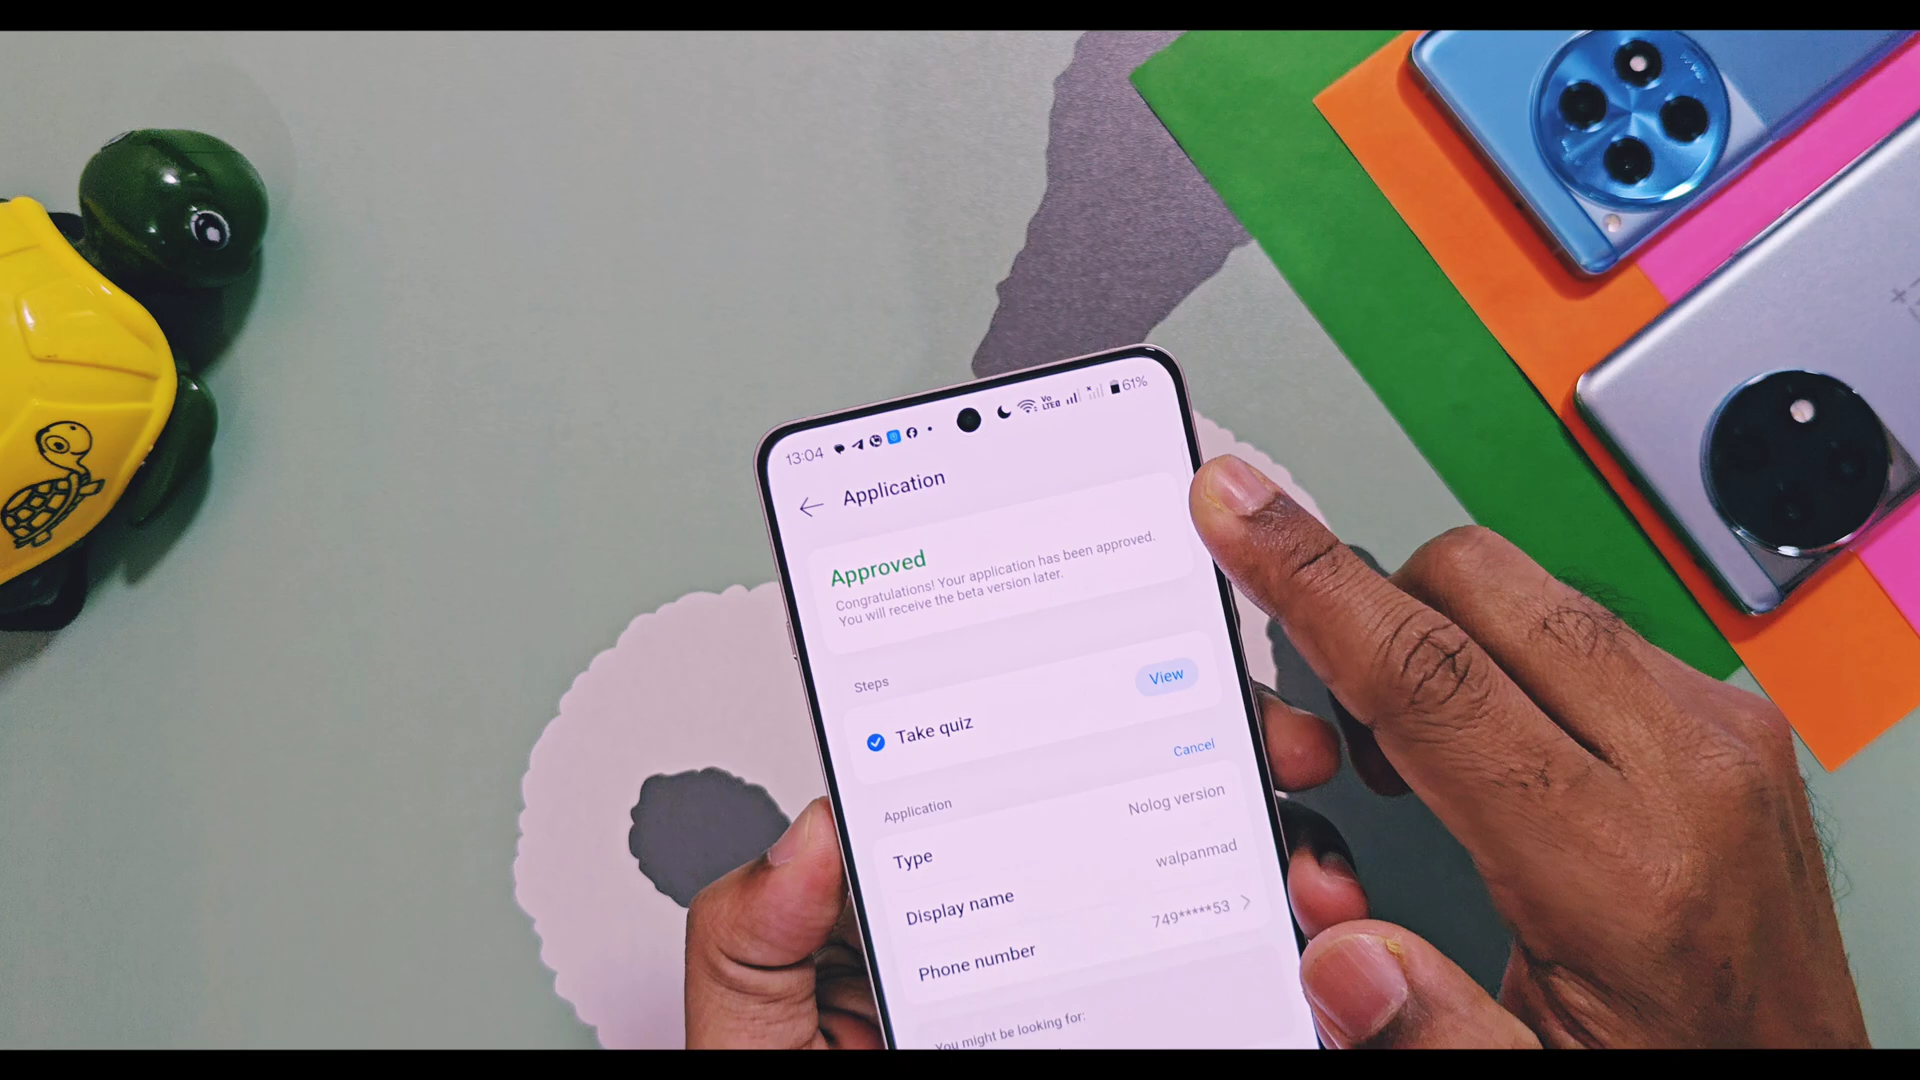 13:04
Vo
LTE
61%
Application
Approved
Congratulations! Your application has been approved.
You will receive the beta version later.
Steps
Take quiz
View
Cancel
Application
Type
Nolog version
Display name
walpanmad
Phone number
749*****53
You might be looking for: